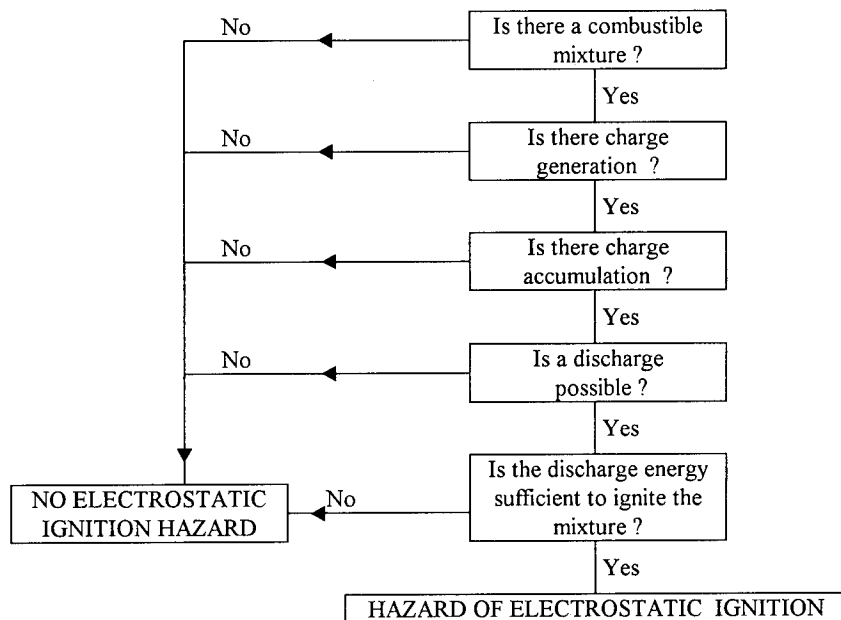 No
Is there a combustible
mixture ?
Yes
No
Is there charge
generation ?
Yes
No
Is there charge
accumulation ?
Yes
No
Is a discharge
possible ?
Yes
Is the discharge energy
sufficient to ignite the
mixture ?
No
NO ELECTROSTATIC
IGNITION HAZARD
Yes
HAZARD OF ELECTROSTATIC IGNITION